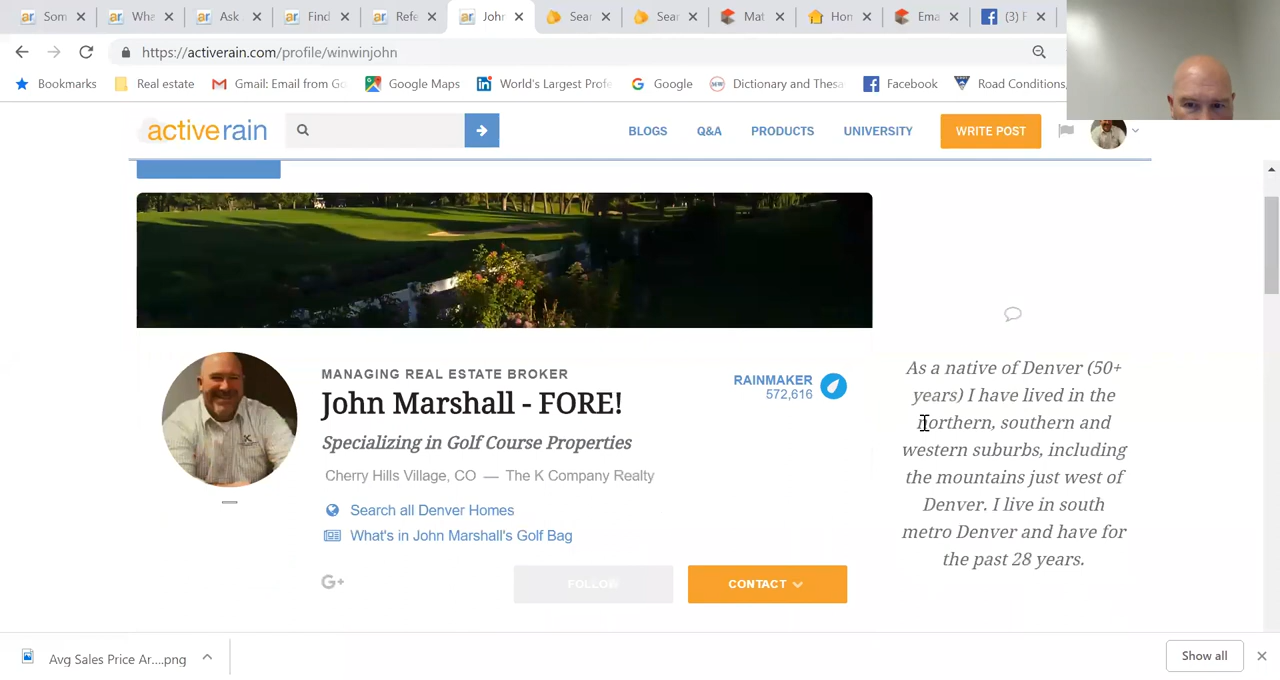 Som
Wha
Ask
Find
Refe
Joh
Sear
Sear
Mat
Hon
Ema
(3) F
https://activerain.com/profile/winwinjohn
Bookmarks
Real estate
Gmail: Email from Go
Google Maps
World's Largest Profe
Google
Dictionary and Thesa
Facebook
Road Conditions,
activerain
BLOGS
Q&A
PRODUCTS
UNIVERSITY
WRITE POST
MANAGING REAL ESTATE BROKER
John Marshall - FORE!
Specializing in Golf Course Properties
Cherry Hills Village, CO — The K Company Realty
Search all Denver Homes
What's in John Marshall's Golf Bag
RAINMAKER
572,616
G+
FOLLOW
CONTACT
As a native of Denver (50+
years) I have lived in the
northern, southern and
western suburbs, including
the mountains just west of
Denver. I live in south
metro Denver and have for
the past 28 years.
Avg Sales Price Ar....png
Show all